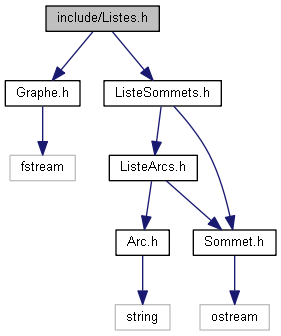 include/Listes.h
Graphe.h
ListeSommets.h
fstream
ListeArcs.h
Arc.h
Sommet.h
string
ostream